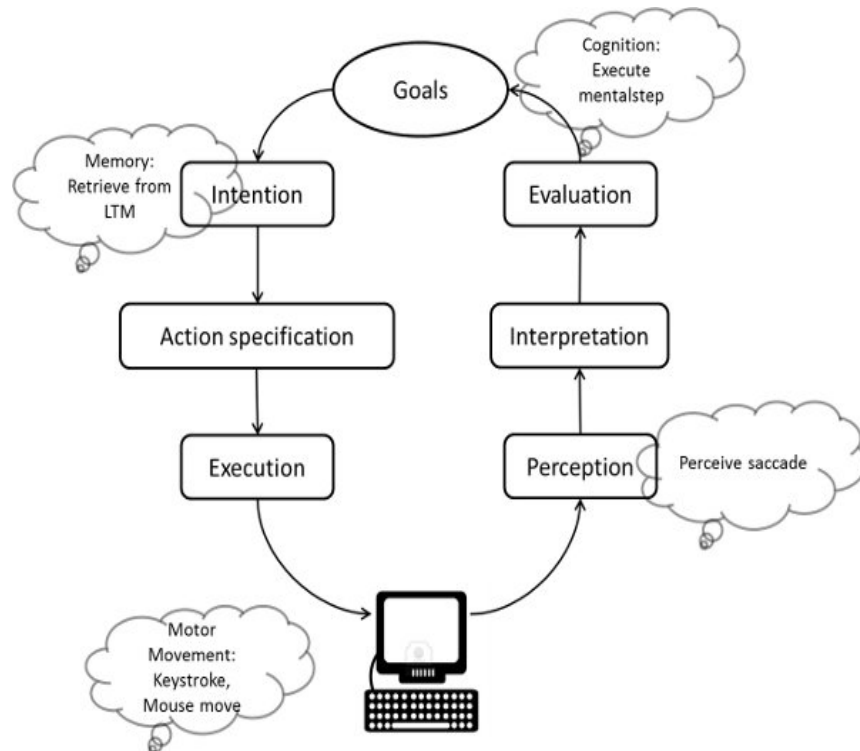 Goals
Cognition:
Execute
mentalstep
Memory:
Retrieve from
LTM
Intention
Evaluation
Action specification
Interpretation
Execution
Perception
Perceive saccade
Motor
Movement:
Keystroke,
Mouse move